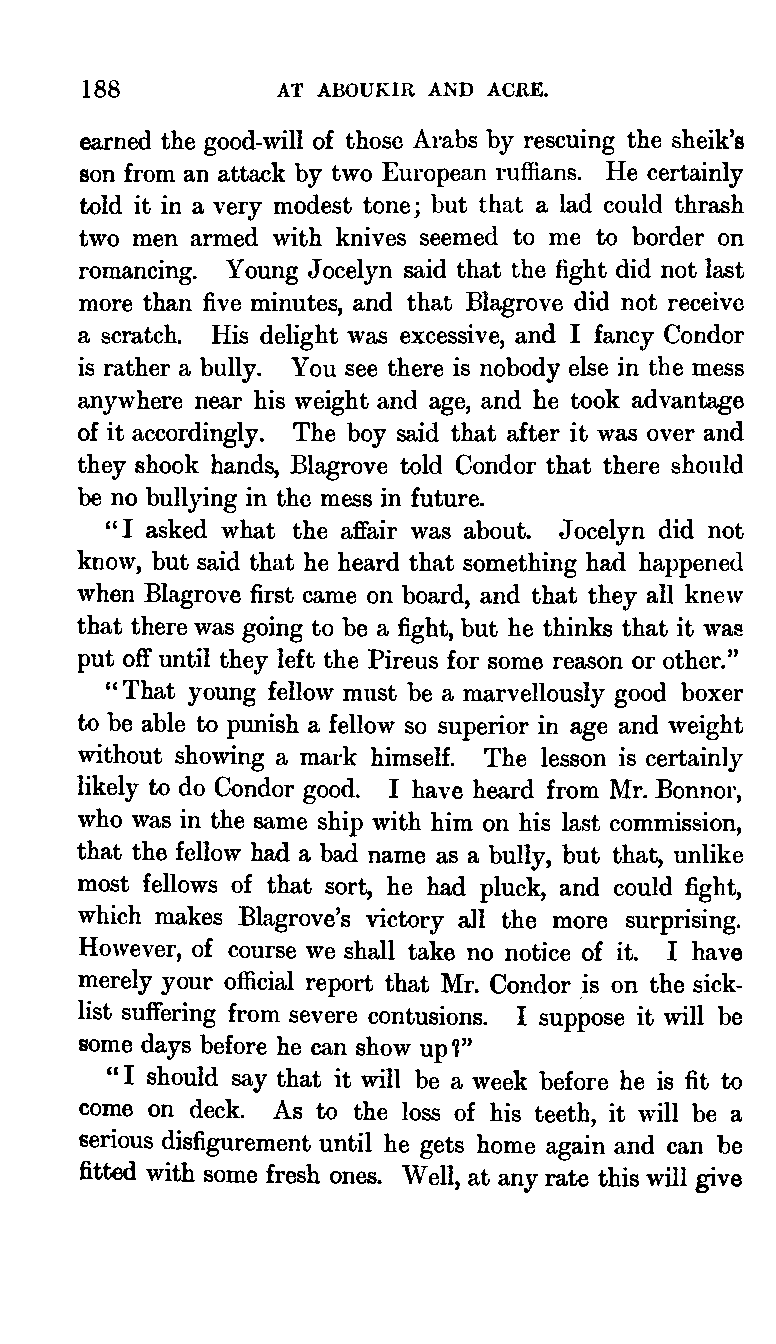 188 AT ABOUKIR AND ACRE.
earned the good-will of those Arabs by rescuing the sheik's
son from an attack by two European ruffians. He certainly
told it in a very modest tone; but that a lad could thrash
two men armed with knives seemed to me to border on
romancing. Young Jocelyn said that the fight did not last
more than five minutes, and that Blagrove did not receive
a scratch. His delight was excessive, and I fancy Condor
is rather a bully. You see there is nobody else in the mess
anywhere near his weight and age, and he took advantage
of it accordingly. The boy said that after it was over and
they shook hands, Blagrove told Condor that there should
be no bullying in the mess in future.
"I asked what the affair was about. Jocelyn did not
know, but said that he heard that something had happened
when Blagrove first came on board, and that they all knew
that there was going to be a fight, but he thinks that it was
put off until they left the Pireus for some reason or other."
"That young fellow must be a marvellously good boxer
to be able to punish a fellow so superior in age and weight
without showing a mark himself. The lesson is certainly
likely to do Condor good. I have heard from Mr. Bonnor,
who was in the same ship with him on his last commission,
that the fellow had a bad name as a bully, but that, unlike
most fellows of that sort, he had pluck, and could fight,
which makes Blagrove's victory all the more surprising.
However, of course we shall take no notice of it. I have
merely your official report that Mr. Condor is on the sick-
list suffering from severe contusions. I suppose it will be
some days before he can show up?"
"I should say that it will be a week before he is fit to
come on deck. As to the loss of his teeth, it will be a
serious disfigurement until he gets home again and can be
fitted with some fresh ones. Well, at any rate this will give